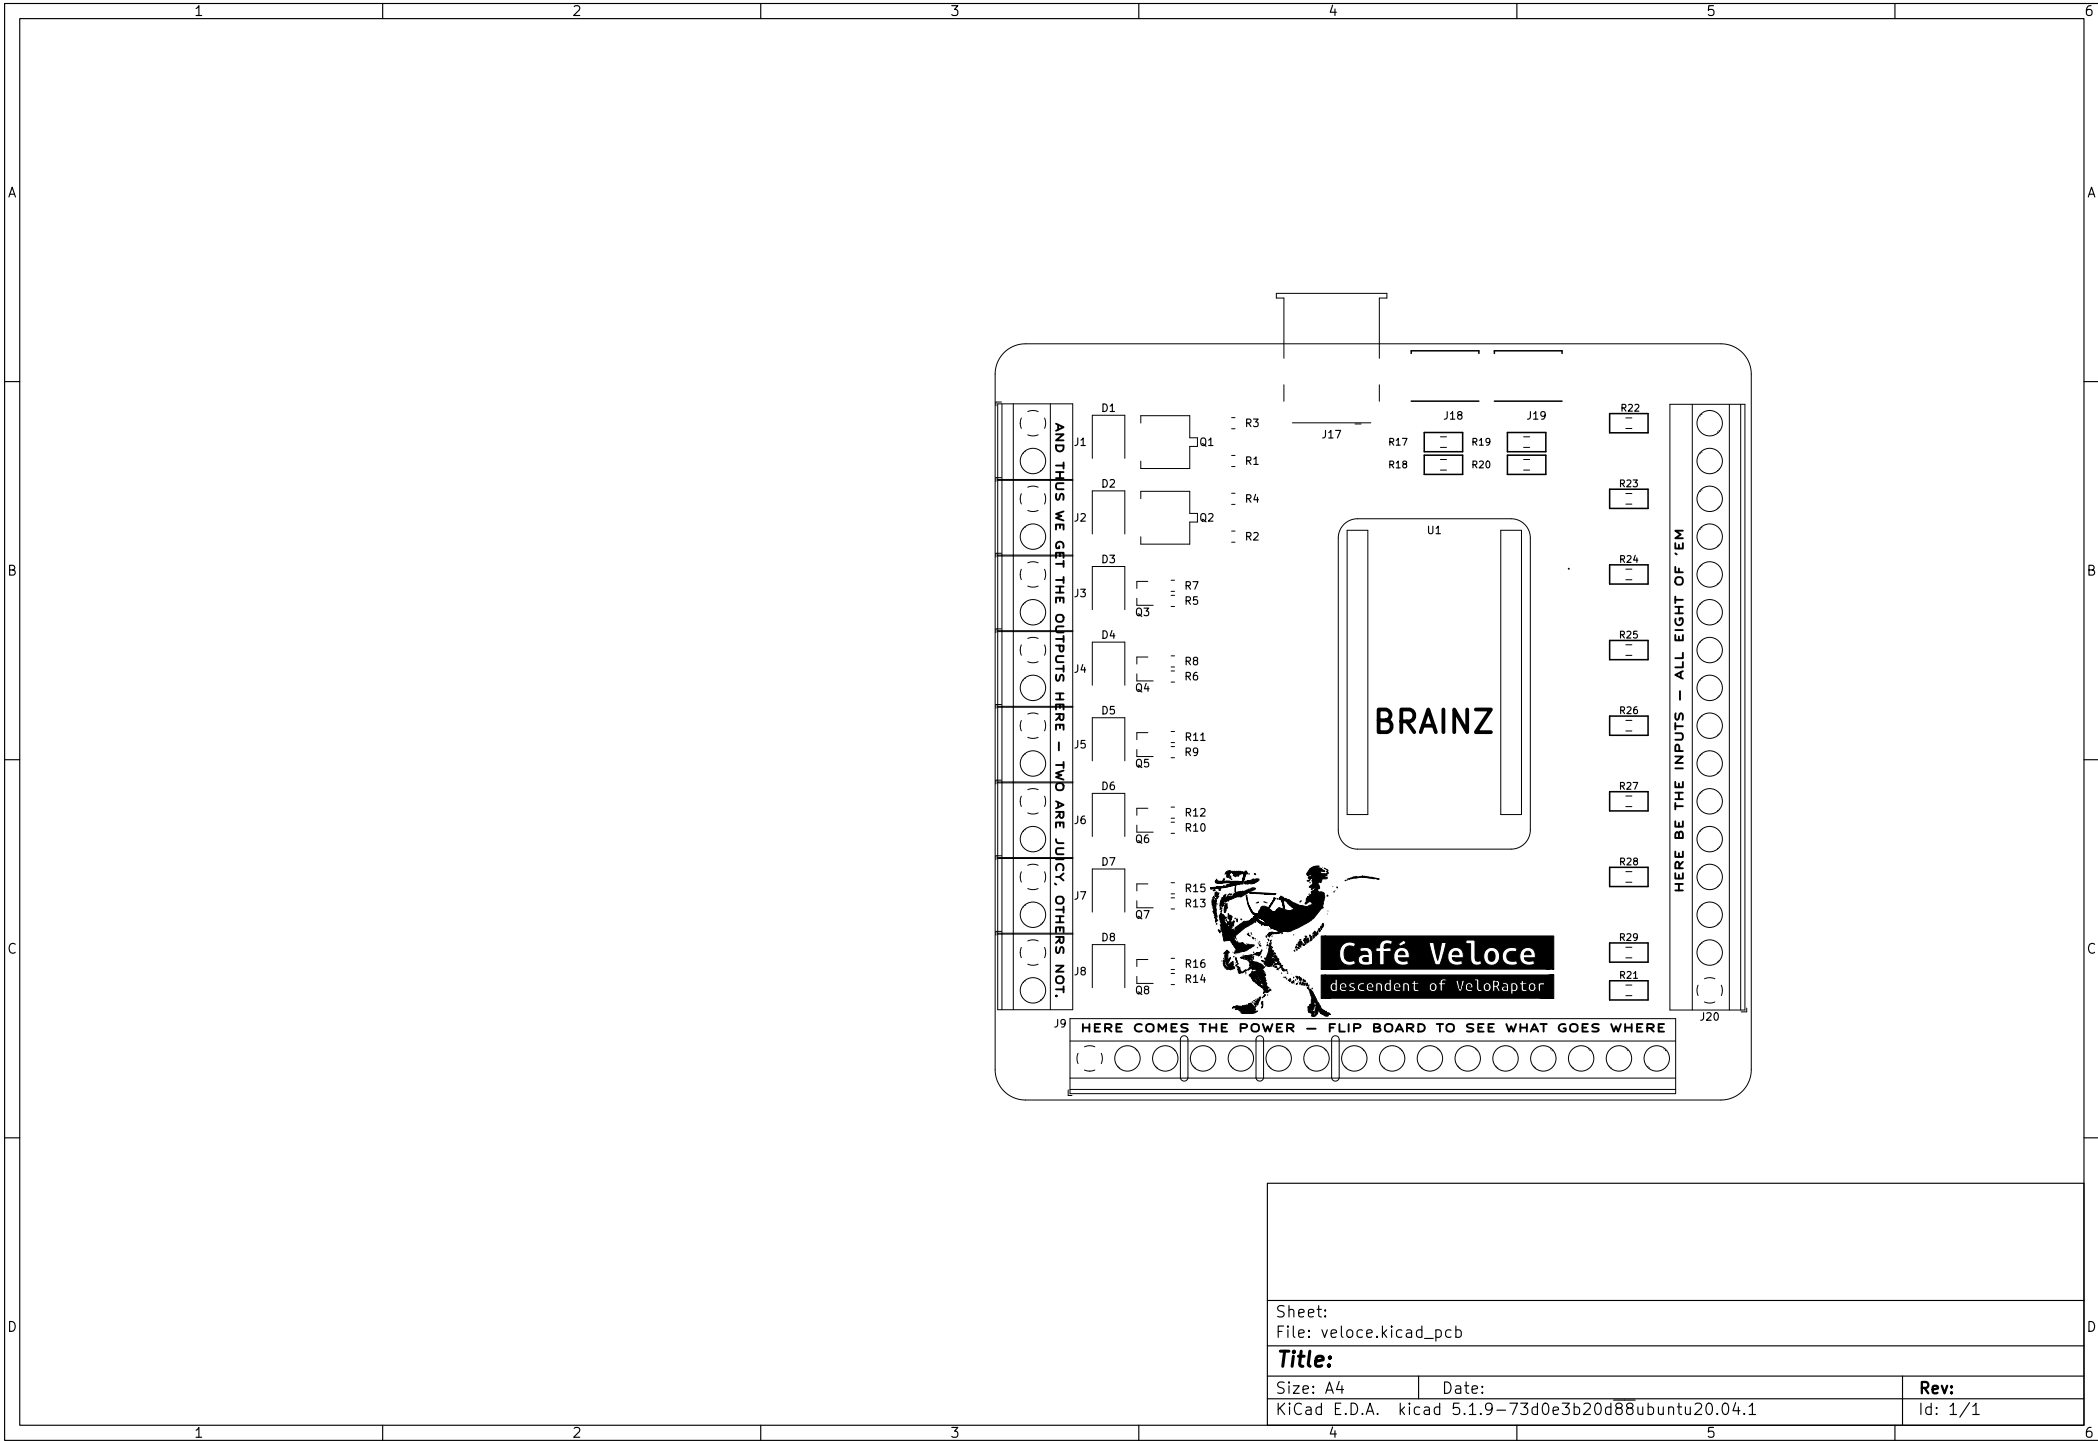 1 2 3 4 5 6
A A
B B
C C
D D
AND THUS WE GET THE OUTPUTS HERE – TWO ARE JUICY, OTHERS NOT.
J1 D1 Q1 R3 R1
J2 D2 Q2 R4 R2
J3 D3 Q3 R7 R5
J4 D4 Q4 R8 R6
J5 D5 Q5 R11 R9
J6 D6 Q6 R12 R10
J7 D7 Q7 R15 R13
J8 D8 Q8 R16 R14
J17
J18 J19
R17 R19
R18 R20
U1
BRAINZ
R22
R23
R24
R25
R26
R27
R28
R29
R21
HERE BE THE INPUTS – ALL EIGHT OF 'EM
J20
Café Veloce
descendent of VeloRaptor
J9
HERE COMES THE POWER – FLIP BOARD TO SEE WHAT GOES WHERE
Sheet:
File: veloce.kicad_pcb
Title:
Size: A4 Date: Rev:
KiCad E.D.A. kicad 5.1.9-73d0e3b20d88ubuntu20.04.1 Id: 1/1
1 2 3 4 5 6